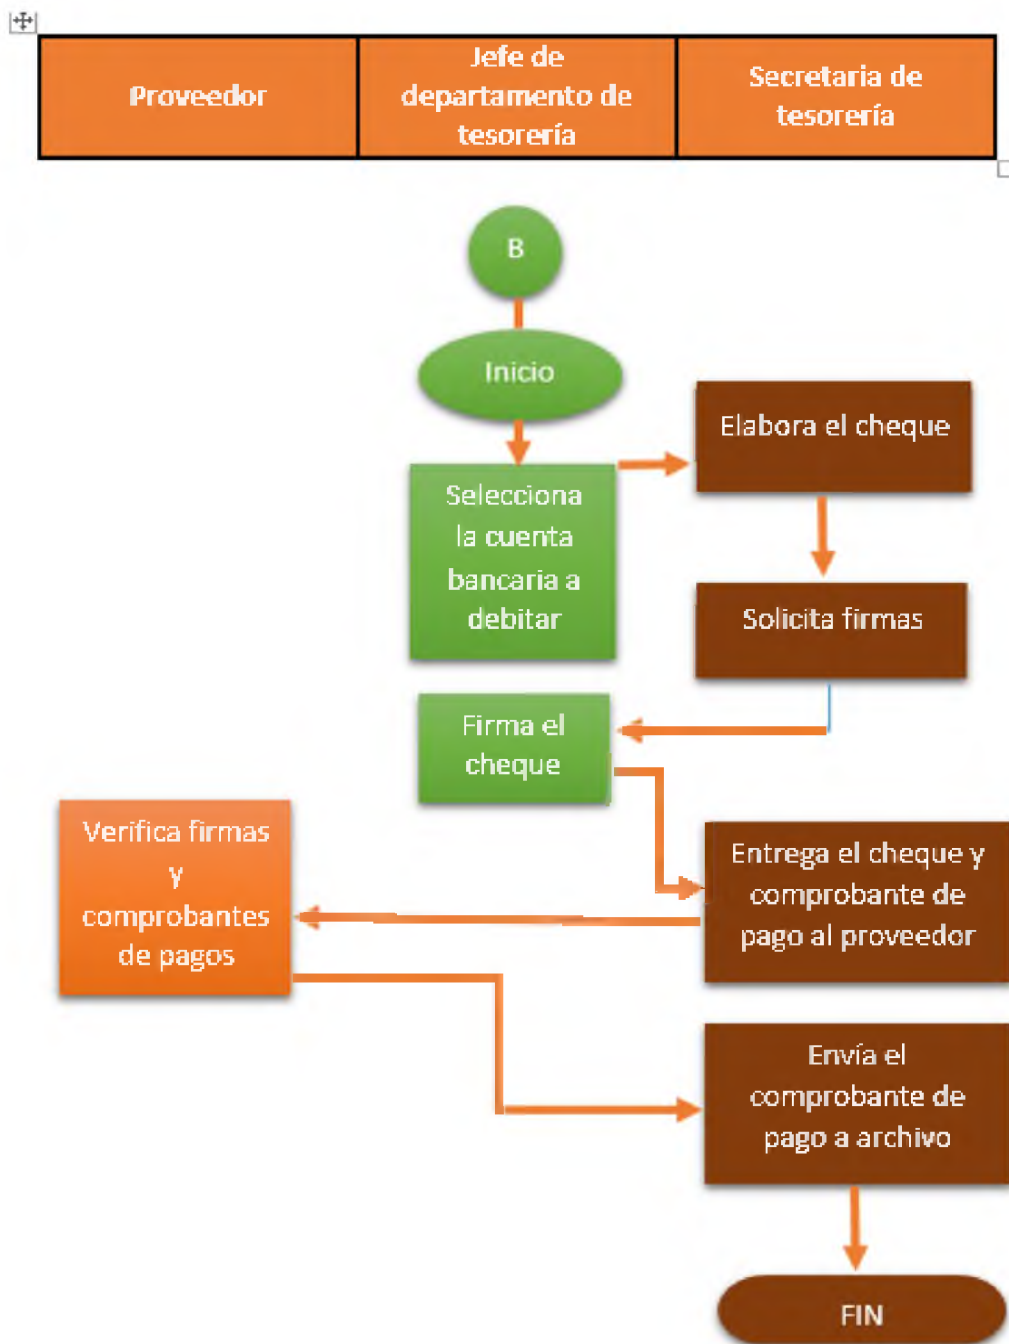 Proveedor
Jefe de
departamento de
tesorería
Secretaria de
tesorería
B
Inicio
Elabora el cheque
Selecciona
la cuenta
bancaria a
debitar
Solicita firmas
Firma el
cheque
Verifica firmas
y
comprobantes
de pagos
Entrega el cheque y
comprobante de
pago al proveedor
Envía el
comprobante de
pago a archivo
FIN